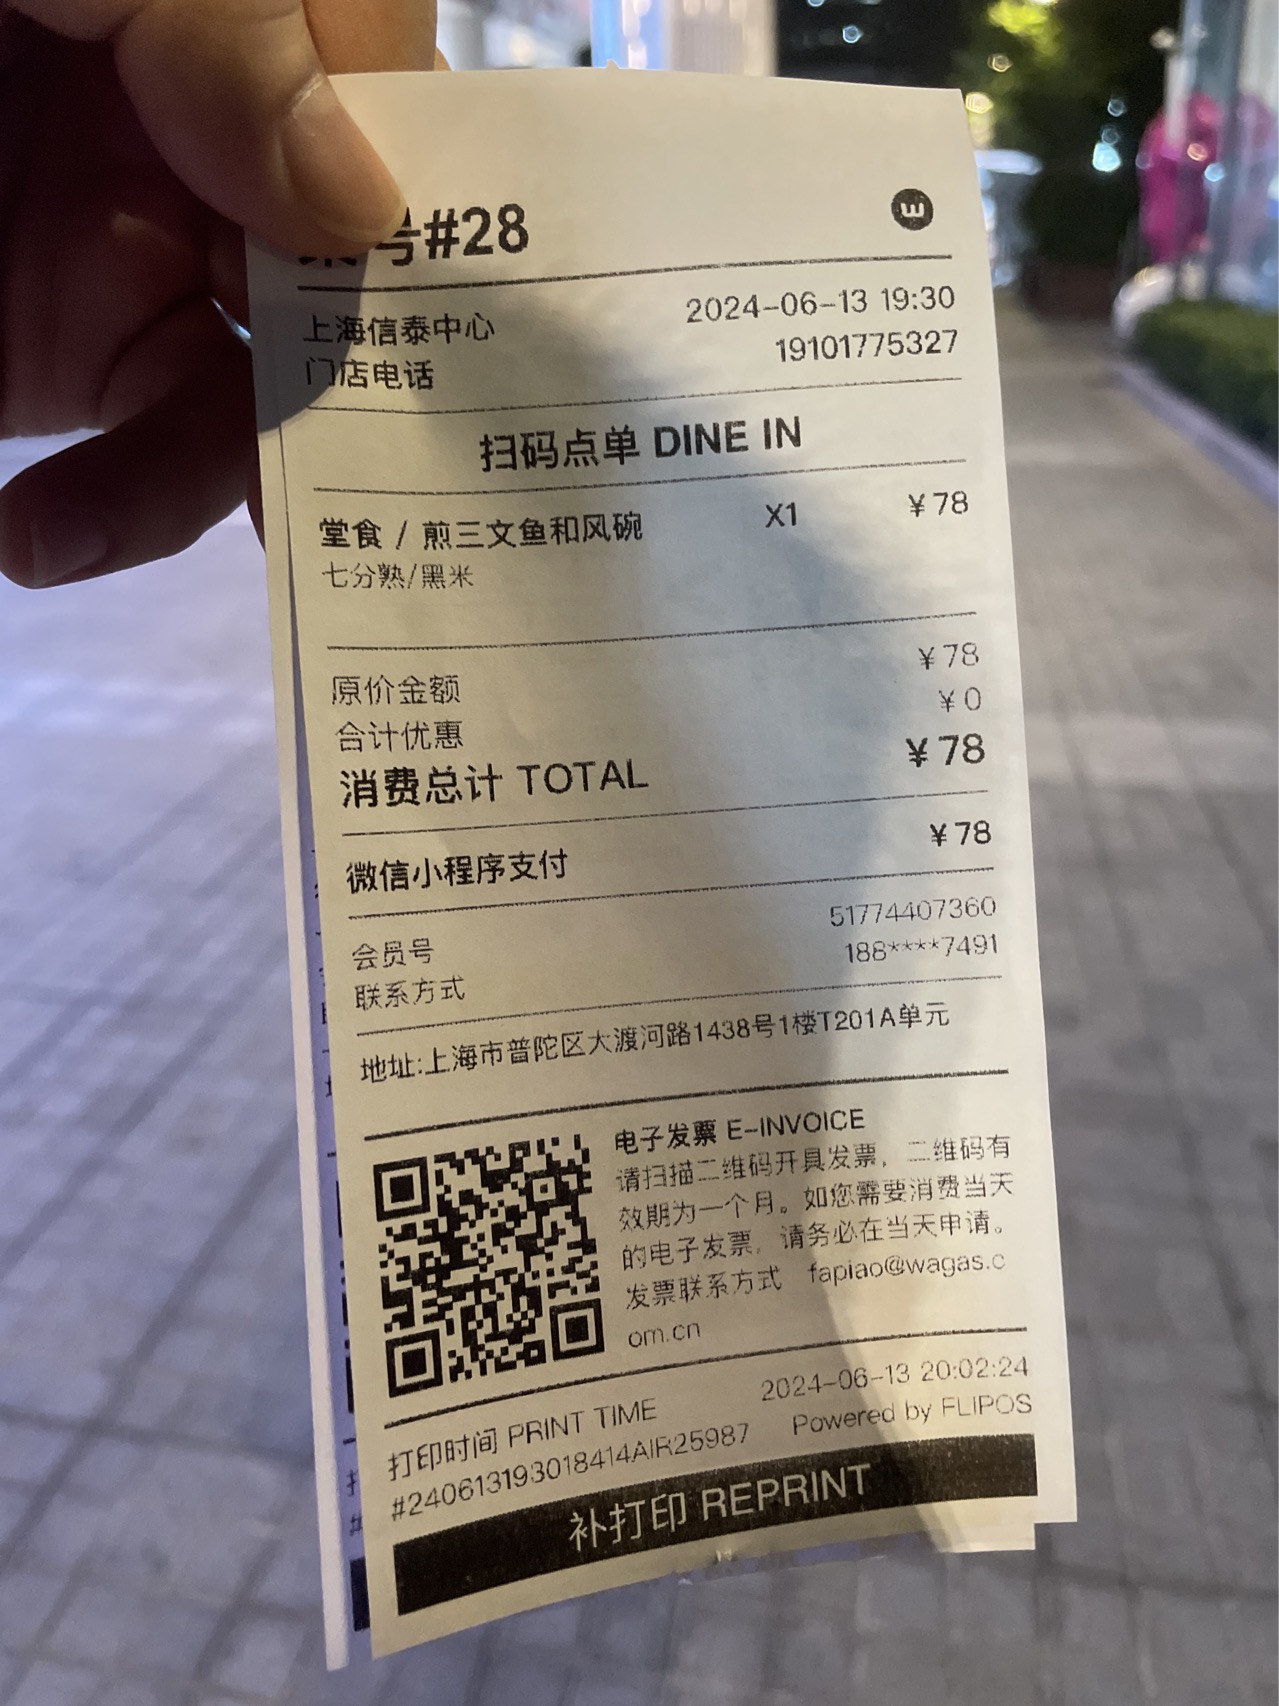 号#28
上海信泰中心 2024-06-13 19:30
门店电话 19101775327
扫码点单 DINE IN
堂食 / 煎三文鱼和风碗 X1 ¥78
七分熟/黑米
原价金额 ¥78
合计优惠 ¥0
消费总计 TOTAL ¥78
微信小程序支付 ¥78
会员号 51774407360
联系方式 188****7491
地址:上海市普陀区大渡河路1438号1楼T201A单元
电子发票 E-INVOICE
请扫描二维码开具发票，二维码有
效期为一个月。如您需要消费当天
的电子发票，请务必在当天申请。
发票联系方式 fapiao@wagas.c
om.cn
打印时间 PRINT TIME 2024-06-13 20:02:24
#240613193018414AIR25987 Powered by FLIPOS
补打印 REPRINT